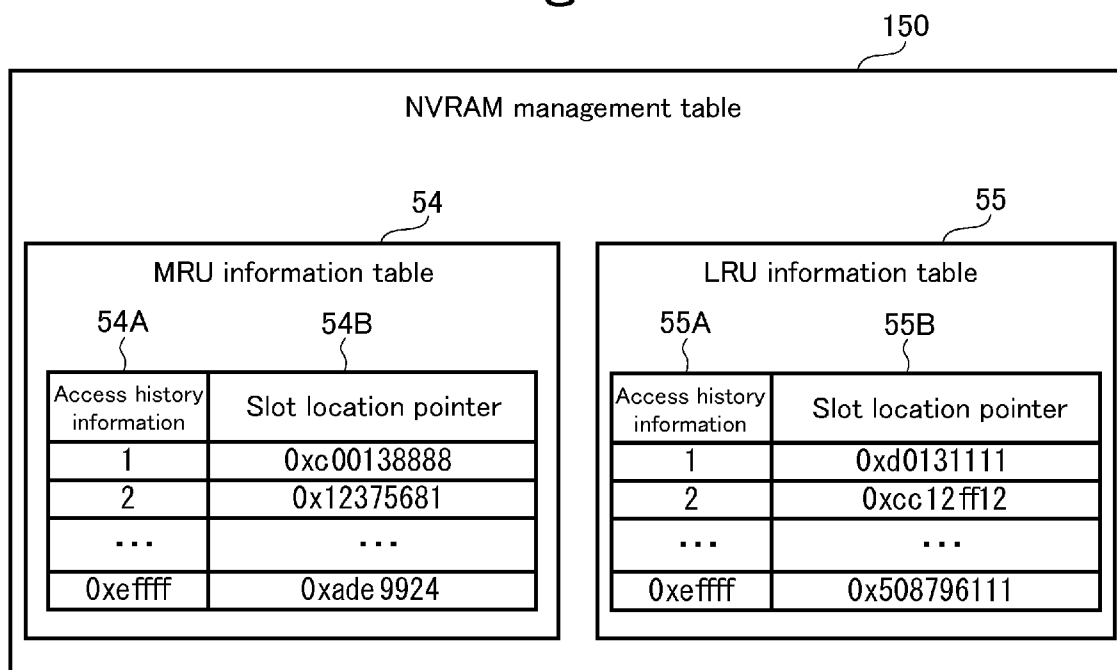 150
NVRAM management table
54
55
MRU information table
LRU information table
54A
54B
55A
55B
Access history
information
Slot location pointer
1
0xc00138888
2
0x12375681
...
...
0xeffff
0xade9924
Access history
information
Slot location pointer
1
0xd0131111
2
0xcc12ff12
...
...
0xeffff
0x508796111